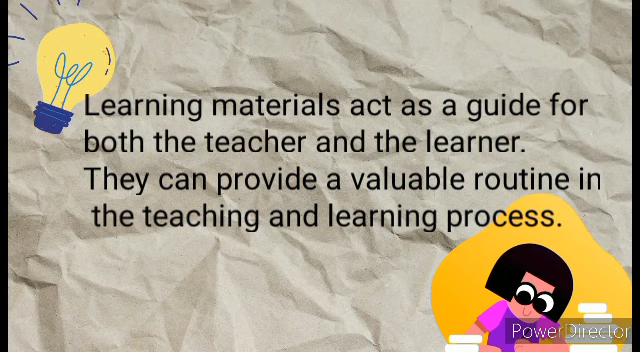 Learning materials act as a guide for
both the teacher and the learner.
They can provide a valuable routine in
the teaching and learning process.
PowerDirector